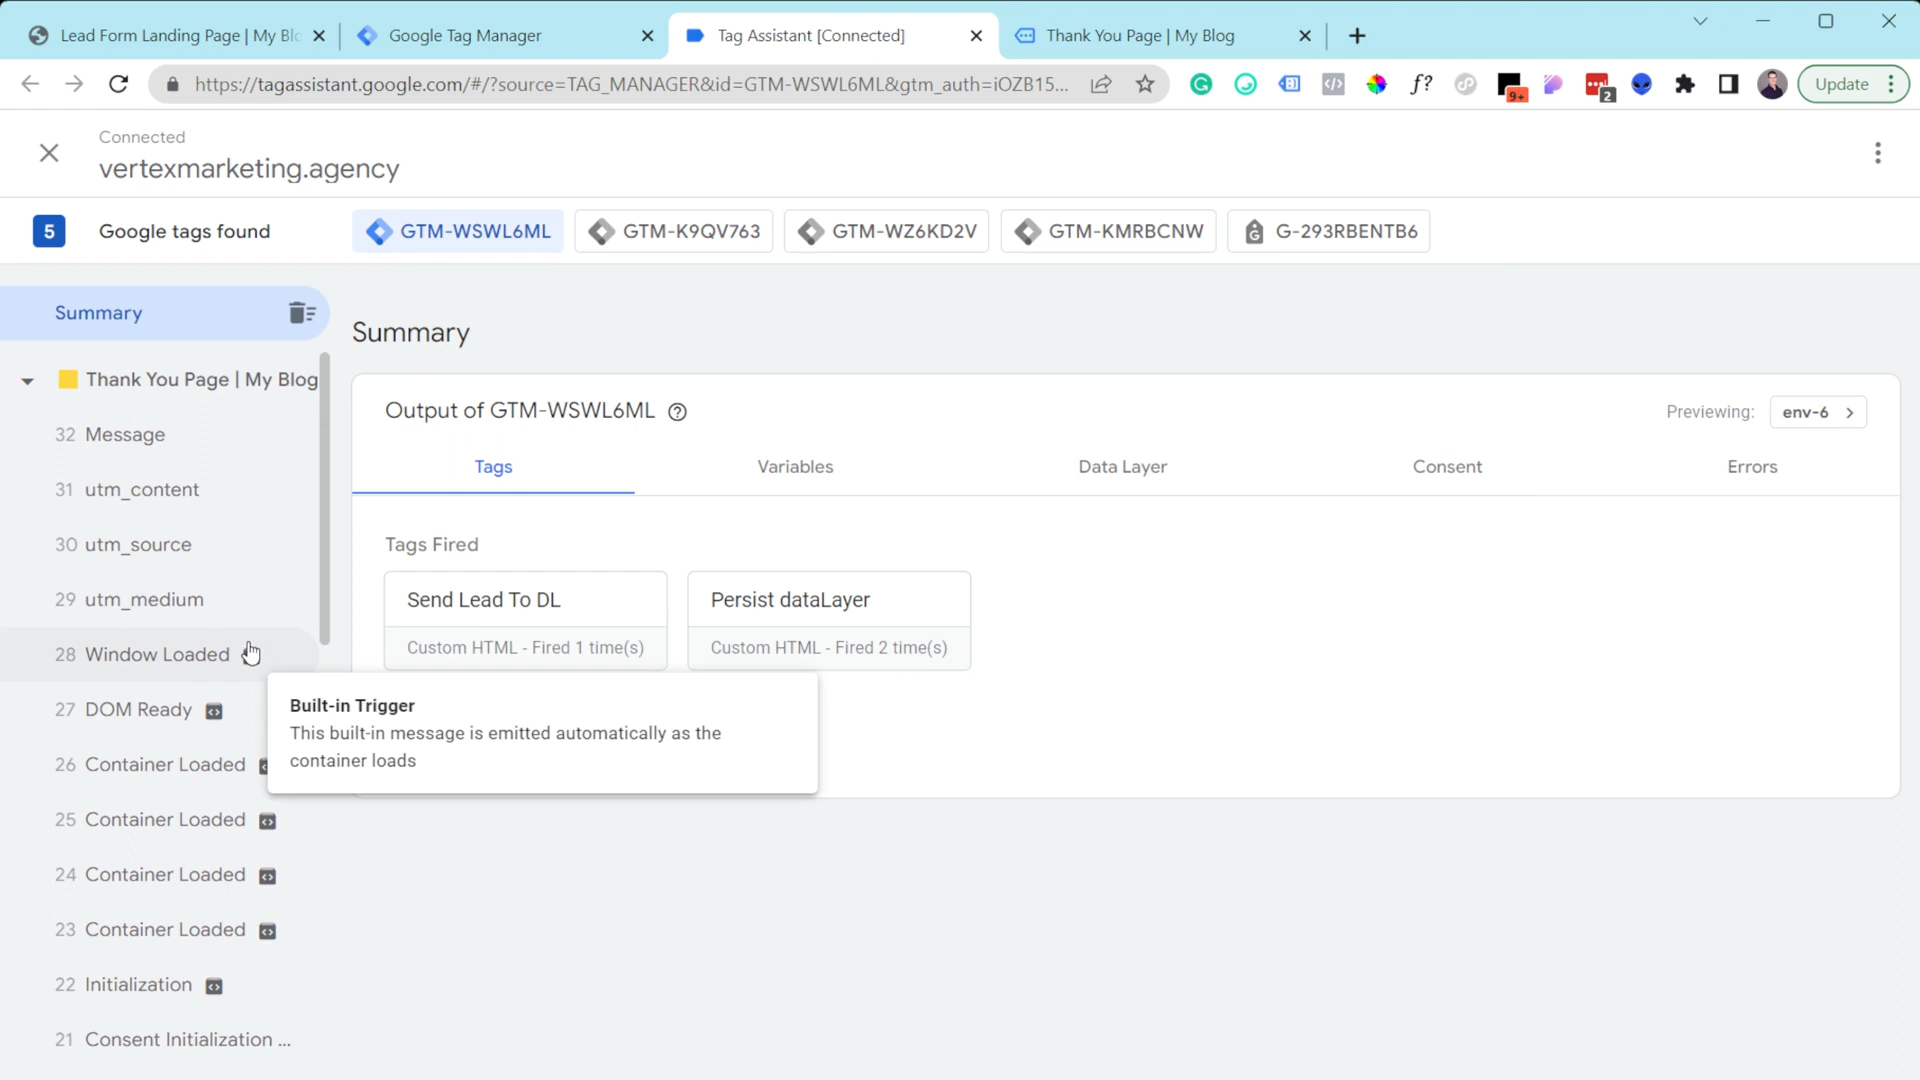 Lead Form Landing Page | My Blo
Google Tag Manager
Tag Assistant [Connected]
Thank You Page | My Blog
https://tagassistant.google.com/#/?source=TAG_MANAGER&id=GTM-WSWL6ML&gtm_auth=iOZB15...
f?
9+
2
Update
Connected
vertexmarketing.agency
5
Google tags found
GTM-WSWL6ML
GTM-K9QV763
GTM-WZ6KD2V
GTM-KMRBCNW
G-293RBENTB6
Summary
Thank You Page | My Blog
32 Message
31 utm_content
30 utm_source
29 utm_medium
28 Window Loaded
27 DOM Ready
26 Container Loaded
25 Container Loaded
24 Container Loaded
23 Container Loaded
22 Initialization
21 Consent Initialization ...
Summary
Output of GTM-WSWL6ML
Previewing: env-6
Tags
Variables
Data Layer
Consent
Errors
Tags Fired
Send Lead To DL
Custom HTML - Fired 1 time(s)
Persist dataLayer
Custom HTML - Fired 2 time(s)
Built-in Trigger
This built-in message is emitted automatically as the
container loads